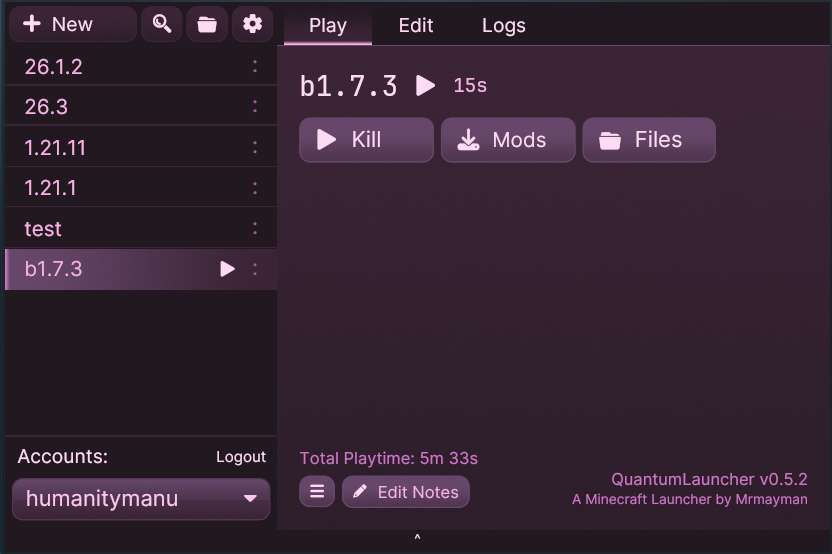 New
Play Edit Logs
26.1.2 :
26.3 :
1.21.11 :
1.21.1 :
test :
b1.7.3 :
b1.7.3 15s
Kill Mods Files
Accounts: Logout
humanitymanu
Total Playtime: 5m 33s
Edit Notes
QuantumLauncher v0.5.2
A Minecraft Launcher by Mrmayman
^